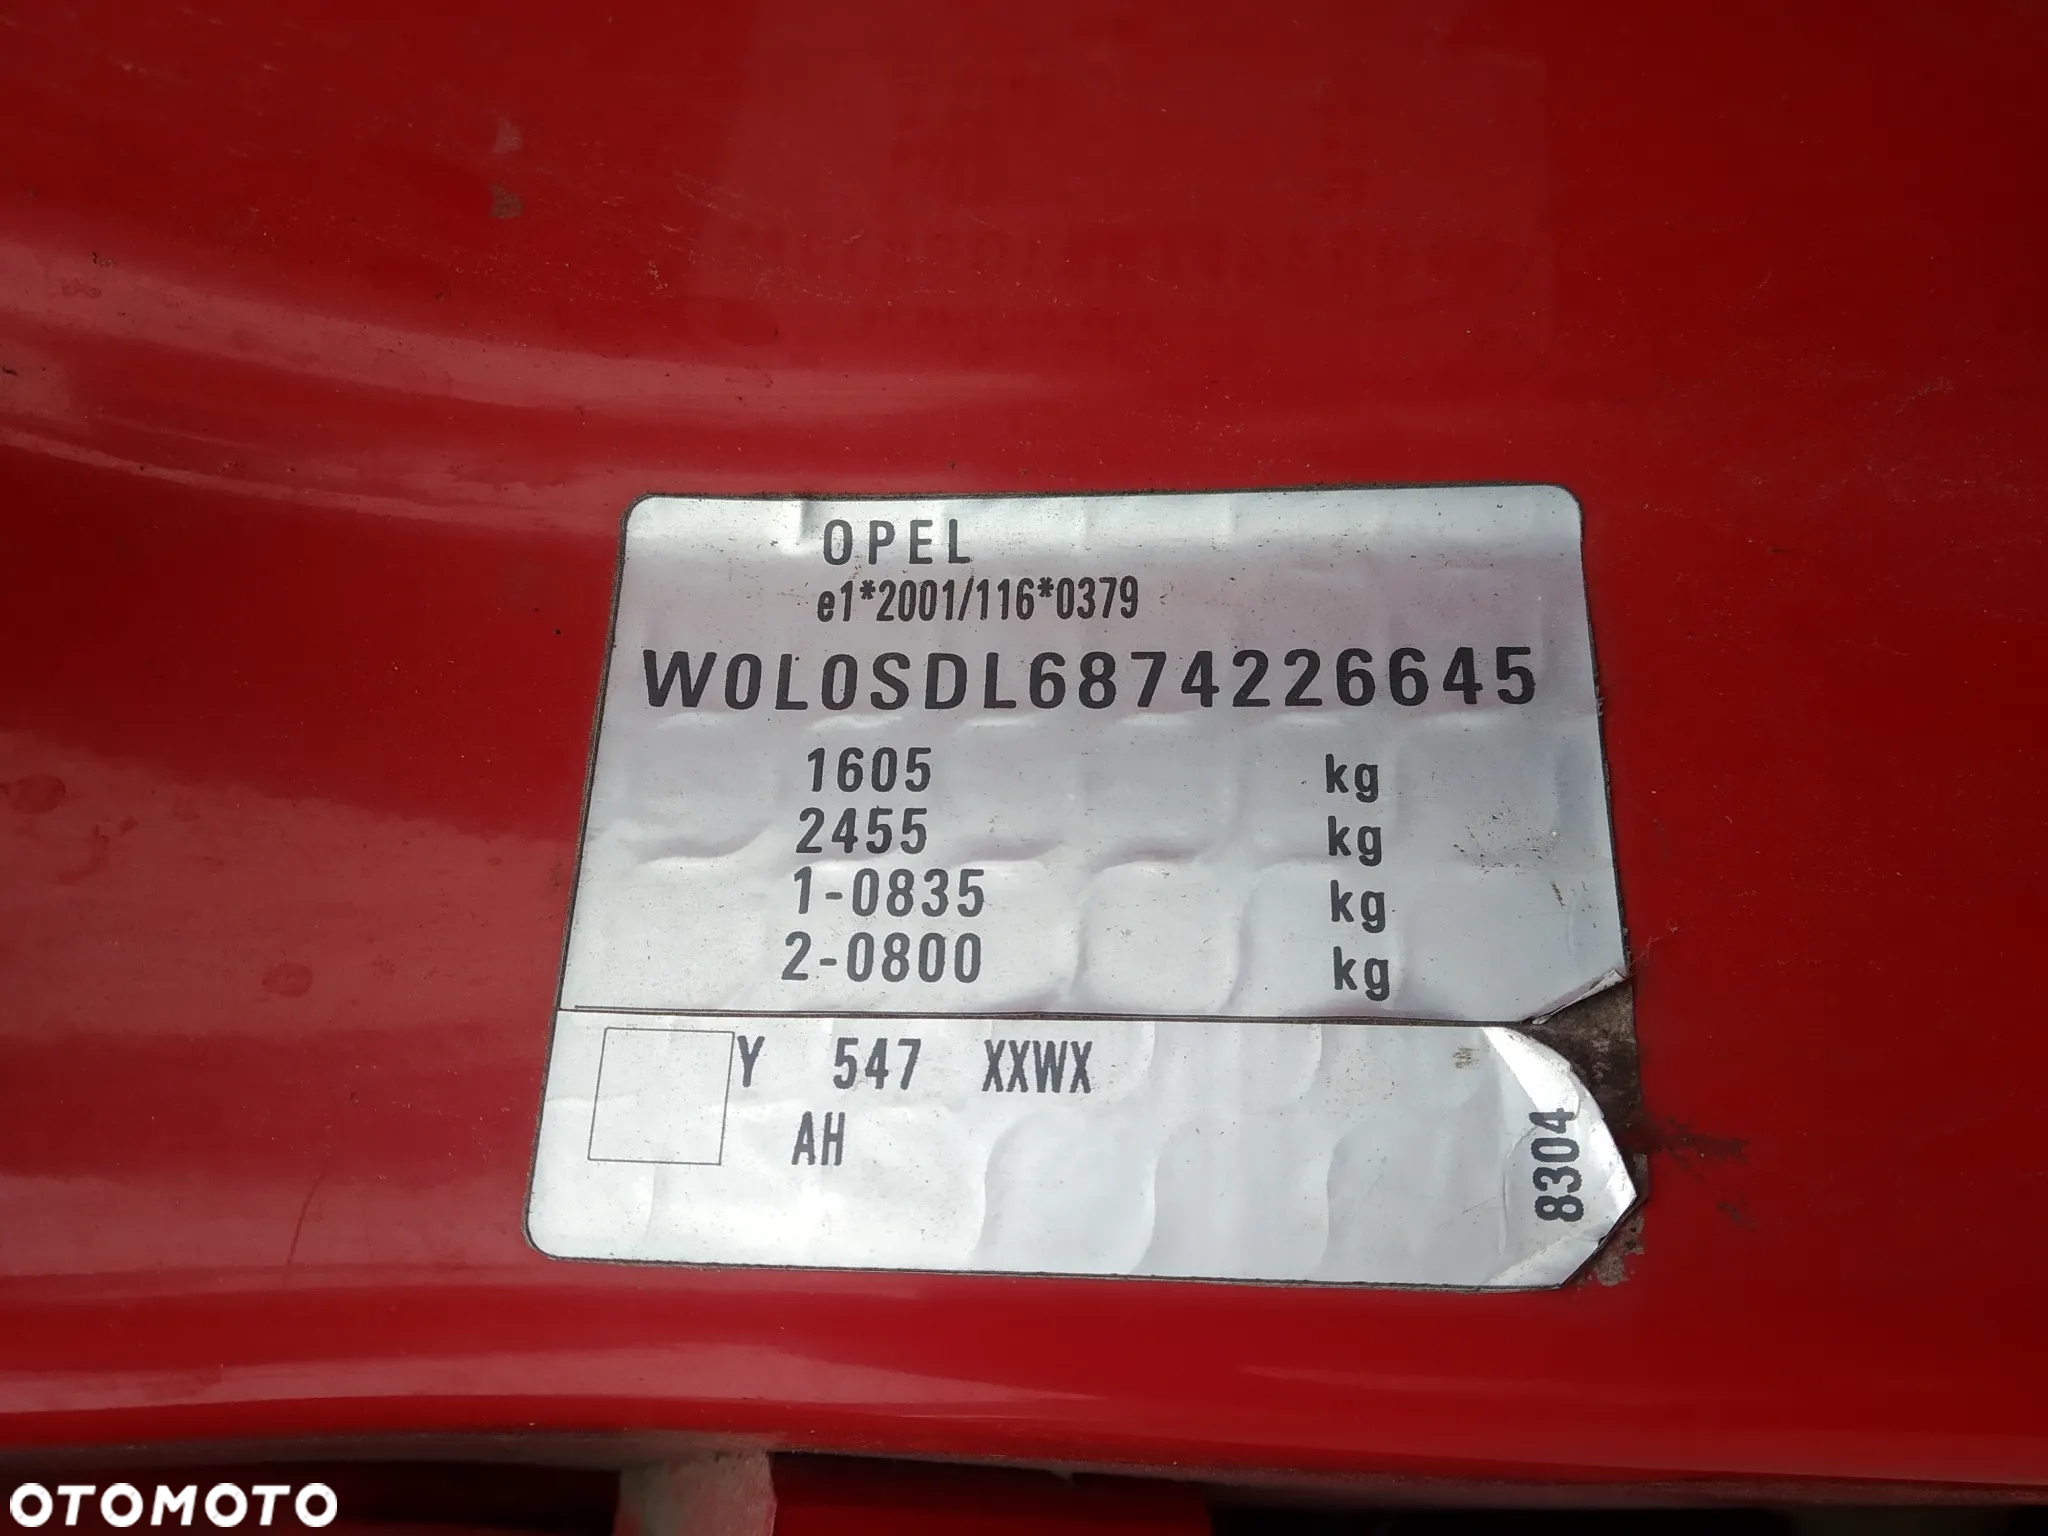 OPEL
e1*2001/116*0379
W0L0SDL6874226645
1605 kg
2455 kg
1-0835 kg
2-0800 kg
Y 547 XXWX
AH
8304
OTOMOTO